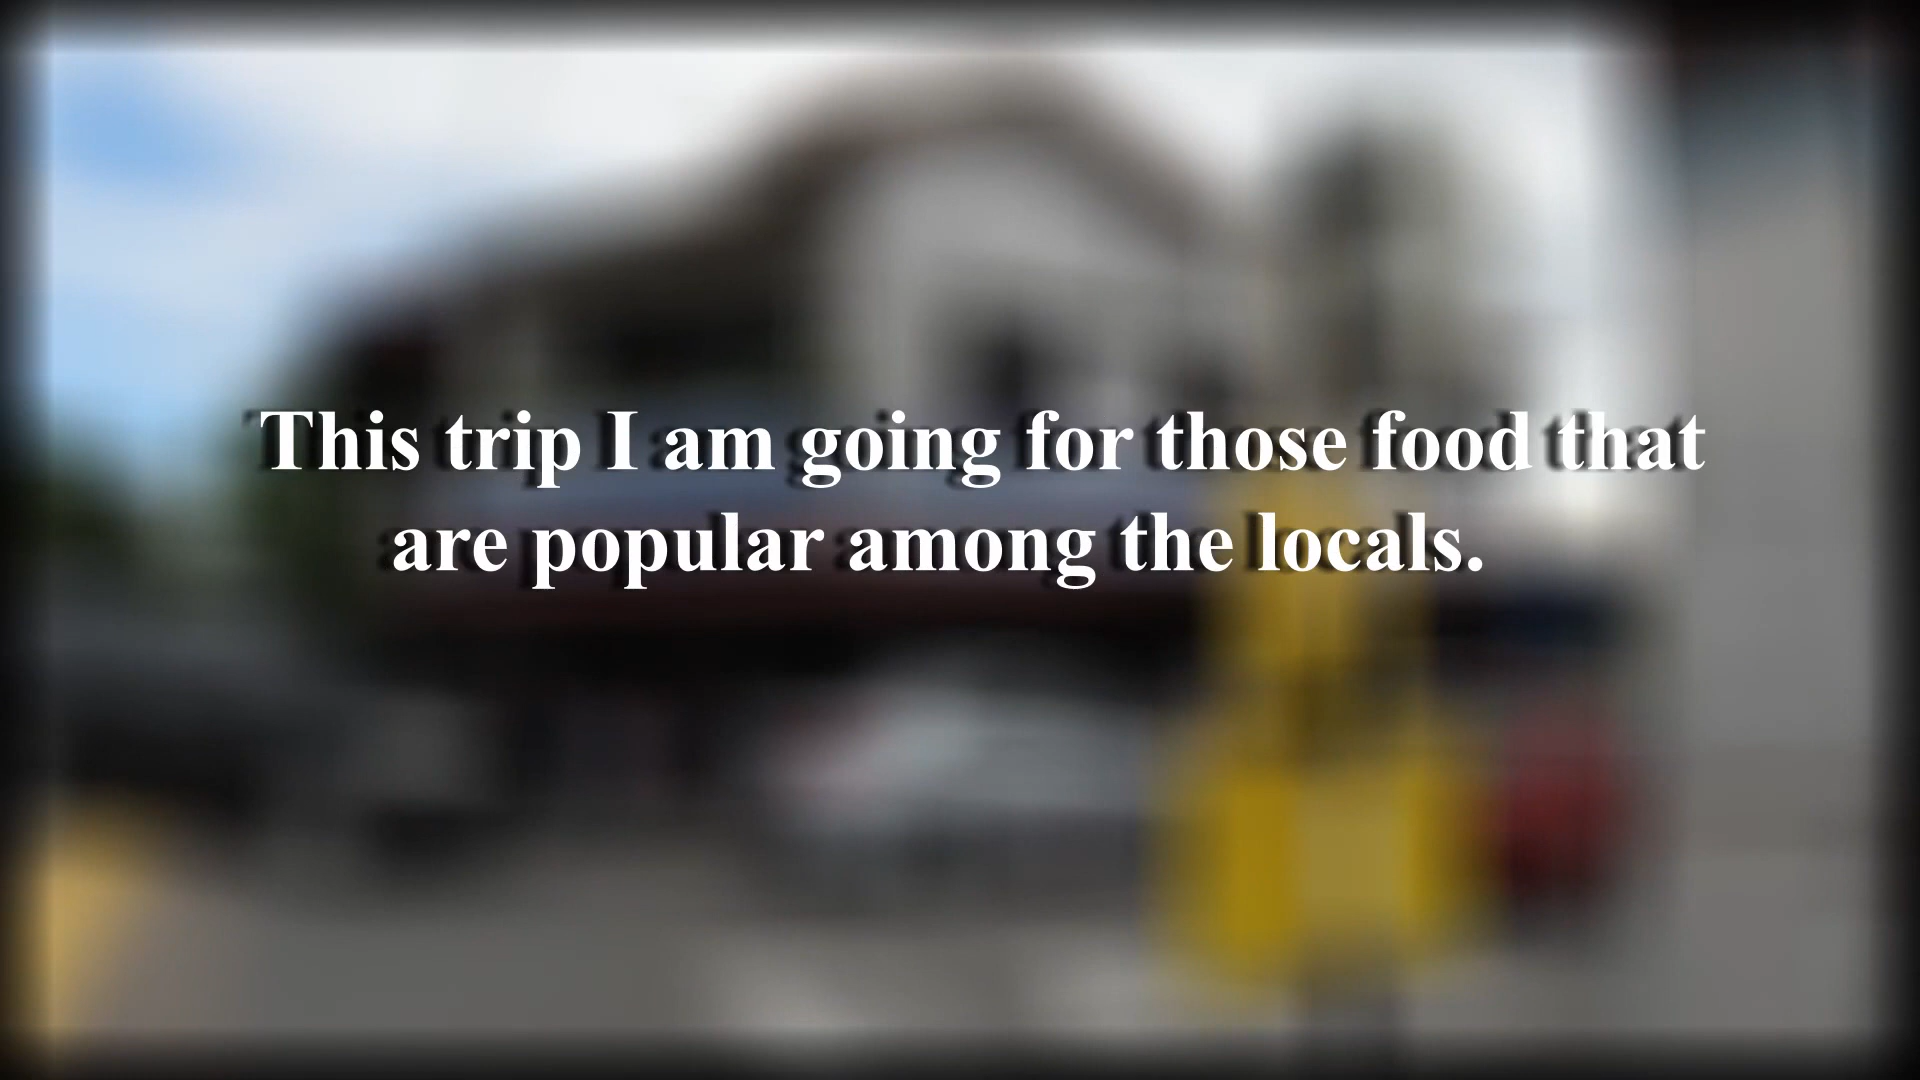 This trip I am going for those food that
are popular among the locals.